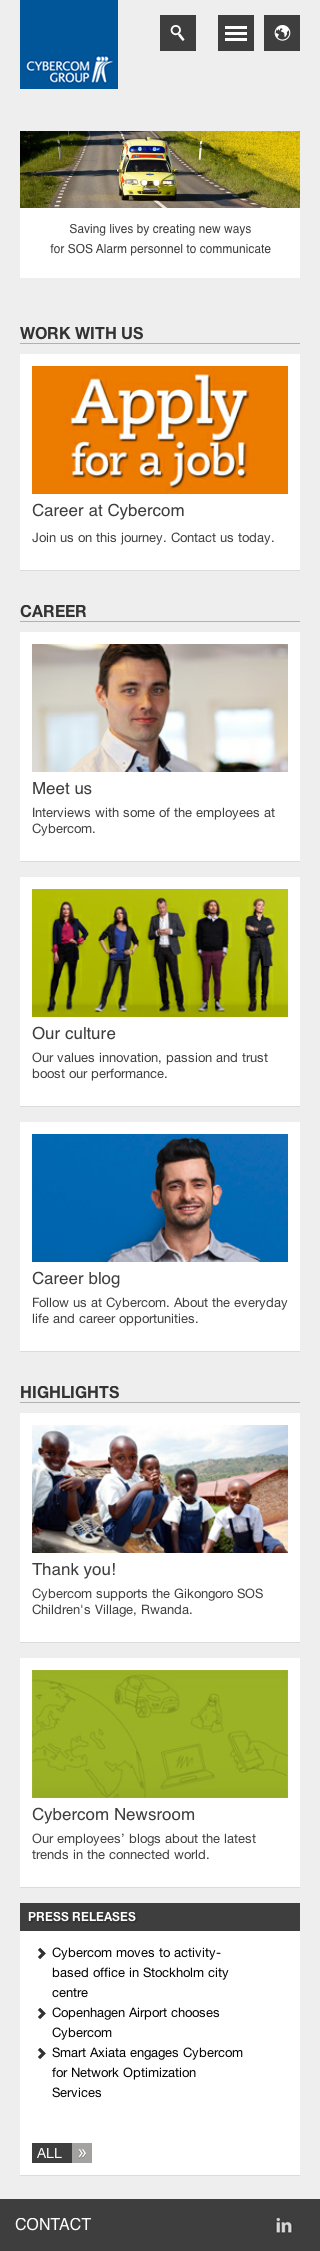 CYBERCOM
GROUP
Saving lives by creating new ways
for SOS Alarm personnel to communicate
WORK WITH US
Apply
for a job!
Career at Cybercom
Join us on this journey. Contact us today.
CAREER
Meet us
Interviews with some of the employees at
Cybercom.
Our culture
Our values innovation, passion and trust
boost our performance.
Career blog
Follow us at Cybercom. About the everyday
life and career opportunities.
HIGHLIGHTS
Thank you!
Cybercom supports the Gikongoro SOS
Children's Village, Rwanda.
Cybercom Newsroom
Our employees’ blogs about the latest
trends in the connected world.
PRESS RELEASES
Cybercom moves to activity-
based office in Stockholm city
centre
Copenhagen Airport chooses
Cybercom
Smart Axiata engages Cybercom
for Network Optimization
Services
ALL »
CONTACT in